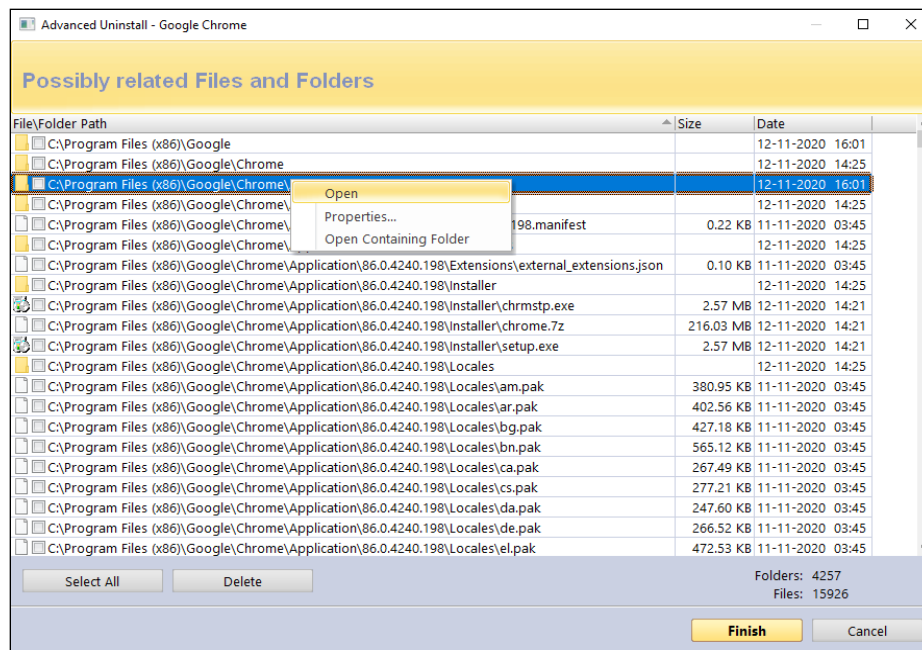 Advanced Uninstall - Google Chrome
Possibly related Files and Folders
File\Folder Path Size Date
C:\Program Files (x86)\Google 12-11-2020 16:01
C:\Program Files (x86)\Google\Chrome 12-11-2020 14:25
C:\Program Files (x86)\Google\Chrome\ 12-11-2020 16:01
Open
C:\Program Files (x86)\Google\Chrome\ 12-11-2020 14:25
Properties...
C:\Program Files (x86)\Google\Chrome\ 198.manifest 0.22 KB 11-11-2020 03:45
Open Containing Folder
C:\Program Files (x86)\Google\Chrome\ 12-11-2020 14:25
C:\Program Files (x86)\Google\Chrome\Application\86.0.4240.198\Extensions\external_extensions.json 0.10 KB 11-11-2020 03:45
C:\Program Files (x86)\Google\Chrome\Application\86.0.4240.198\Installer 12-11-2020 14:25
C:\Program Files (x86)\Google\Chrome\Application\86.0.4240.198\Installer\chrmstp.exe 2.57 MB 12-11-2020 14:21
C:\Program Files (x86)\Google\Chrome\Application\86.0.4240.198\Installer\chrome.7z 216.03 MB 12-11-2020 14:21
C:\Program Files (x86)\Google\Chrome\Application\86.0.4240.198\Installer\setup.exe 2.57 MB 12-11-2020 14:21
C:\Program Files (x86)\Google\Chrome\Application\86.0.4240.198\Locales 12-11-2020 14:25
C:\Program Files (x86)\Google\Chrome\Application\86.0.4240.198\Locales\am.pak 380.95 KB 11-11-2020 03:45
C:\Program Files (x86)\Google\Chrome\Application\86.0.4240.198\Locales\ar.pak 402.56 KB 11-11-2020 03:45
C:\Program Files (x86)\Google\Chrome\Application\86.0.4240.198\Locales\bg.pak 427.18 KB 11-11-2020 03:45
C:\Program Files (x86)\Google\Chrome\Application\86.0.4240.198\Locales\bn.pak 565.12 KB 11-11-2020 03:45
C:\Program Files (x86)\Google\Chrome\Application\86.0.4240.198\Locales\ca.pak 267.49 KB 11-11-2020 03:45
C:\Program Files (x86)\Google\Chrome\Application\86.0.4240.198\Locales\cs.pak 277.21 KB 11-11-2020 03:45
C:\Program Files (x86)\Google\Chrome\Application\86.0.4240.198\Locales\da.pak 247.60 KB 11-11-2020 03:45
C:\Program Files (x86)\Google\Chrome\Application\86.0.4240.198\Locales\de.pak 266.52 KB 11-11-2020 03:45
C:\Program Files (x86)\Google\Chrome\Application\86.0.4240.198\Locales\el.pak 472.53 KB 11-11-2020 03:45
Select All Delete Folders: 4257
Files: 15926
Finish Cancel